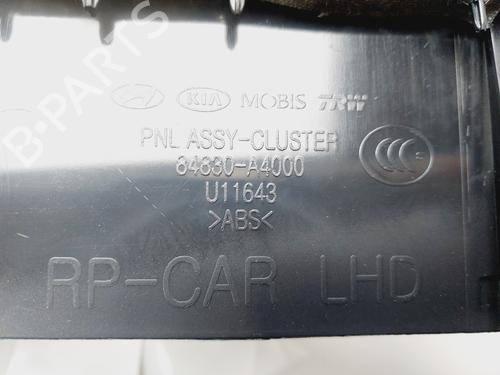 KIA MOBIS TRW
PNL ASSY-CLUSTER
84830-A4000
U11643
>ABS<
RP-CAR LHD
B-PARTS